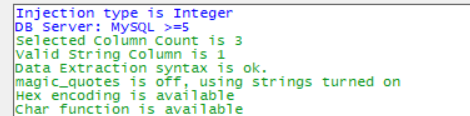 Injection type is Integer
DB Server: MySQL >=5
Selected Column Count is 3
Valid String Column is 1
Data Extraction syntax is ok.
magic_quotes is off, using strings turned on
Hex encoding is available
Char function is available